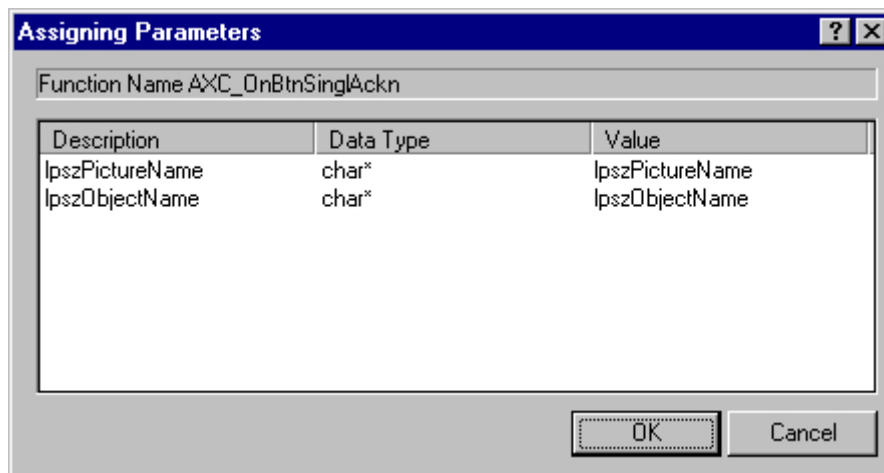 Assigning Parameters
Function Name AXC_OnBtnSinglAckn
Description Data Type Value
lpszPictureName char* lpszPictureName
lpszObjectName char* lpszObjectName
OK Cancel